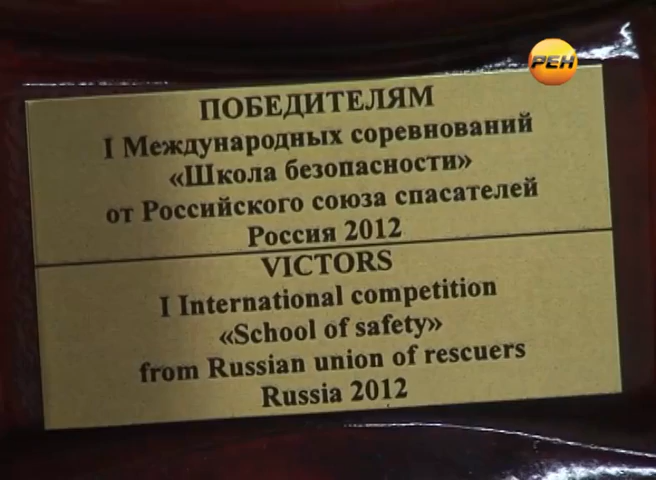 РЕН
ПОБЕДИТЕЛЯМ
I Международных соревнований
«Школа безопасности»
от Российского союза спасателей
Россия 2012
VICTORS
I International competition
«School of safety»
from Russian union of rescuers
Russia 2012